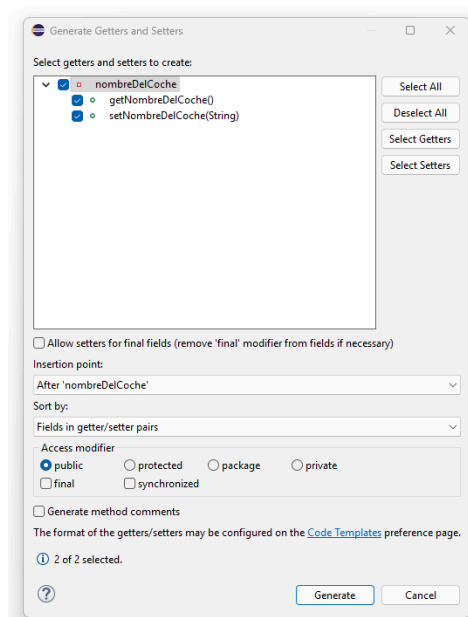 Generate Getters and Setters
Select getters and setters to create:
nombreDelCoche
getNombreDelCoche()
setNombreDelCoche(String)
Select All
Deselect All
Select Getters
Select Setters
Allow setters for final fields (remove 'final' modifier from fields if necessary)
Insertion point:
After 'nombreDelCoche'
Sort by:
Fields in getter/setter pairs
Access modifier
public protected package private
final synchronized
Generate method comments
The format of the getters/setters may be configured on the Code Templates preference page.
2 of 2 selected.
Generate Cancel